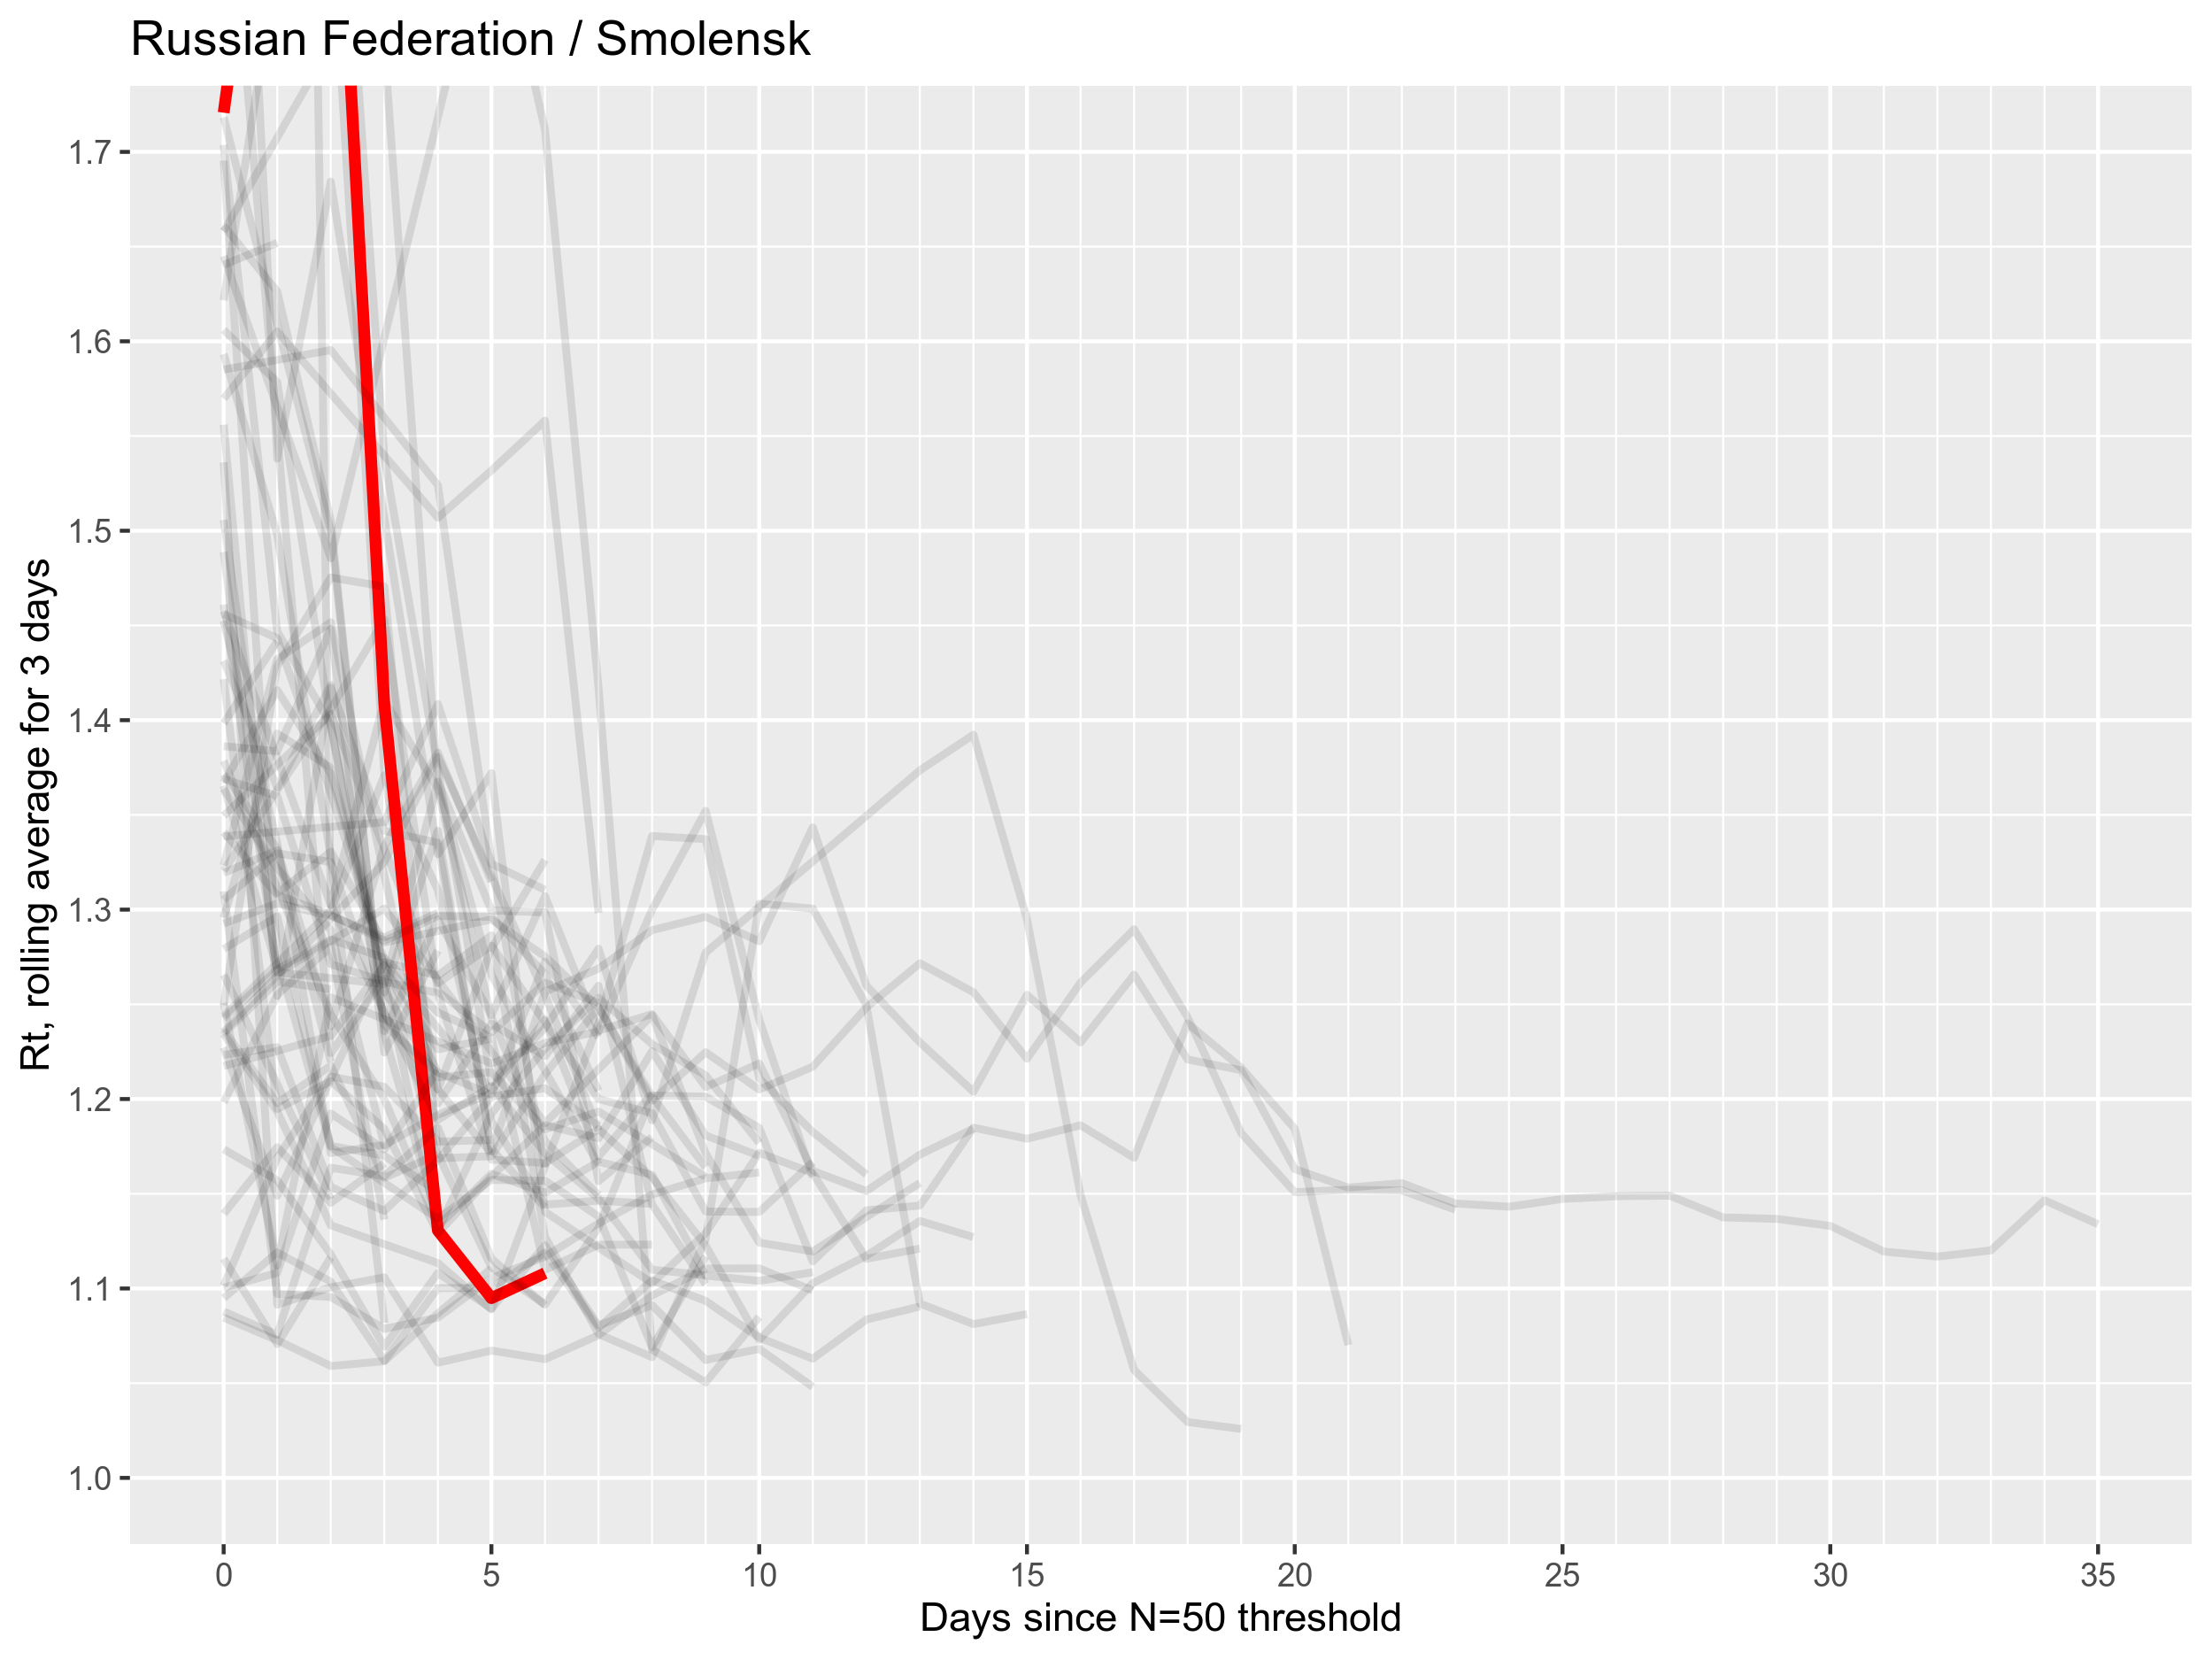 Russian Federation / Smolensk
Rt, rolling average for 3 days
1.7
1.6
1.5
1.4
1.3
1.2
1.1
1.0
0 5 10 15 20 25 30 35
Days since N=50 threshold